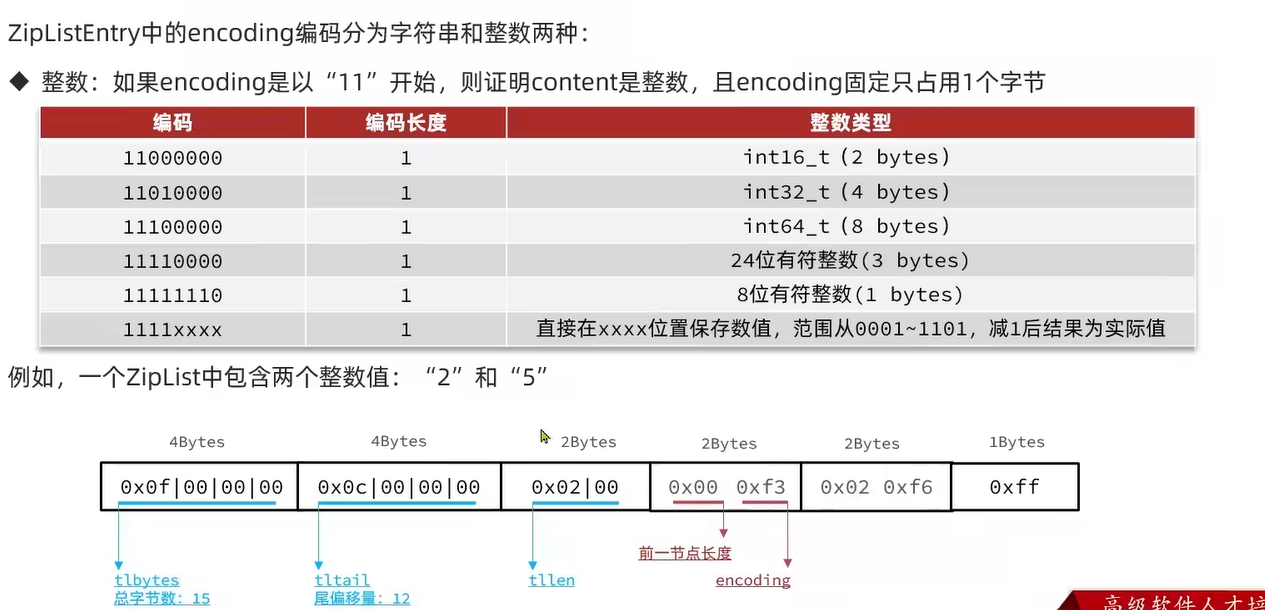 ZipListEntry中的encoding编码分为字符串和整数两种：
◆ 整数：如果encoding是以“11”开始，则证明content是整数，且encoding固定只占用1个字节
编码 编码长度 整数类型
11000000 1 int16_t（2 bytes）
11010000 1 int32_t（4 bytes）
11100000 1 int64_t（8 bytes）
11110000 1 24位有符整数(3 bytes)
11111110 1 8位有符整数(1 bytes)
1111xxxx 1 直接在xxxx位置保存数值，范围从0001~1101，减1后结果为实际值
例如，一个ZipList中包含两个整数值：“2”和“5”
4Bytes 4Bytes 2Bytes 2Bytes 2Bytes 1Bytes
0x0f|00|00|00 0x0c|00|00|00 0x02|00 0x00 0xf3 0x02 0xf6 0xff
前一节点长度
tlbytes tltail tllen encoding
总字节数：15 尾偏移量：12
高级软件人才培